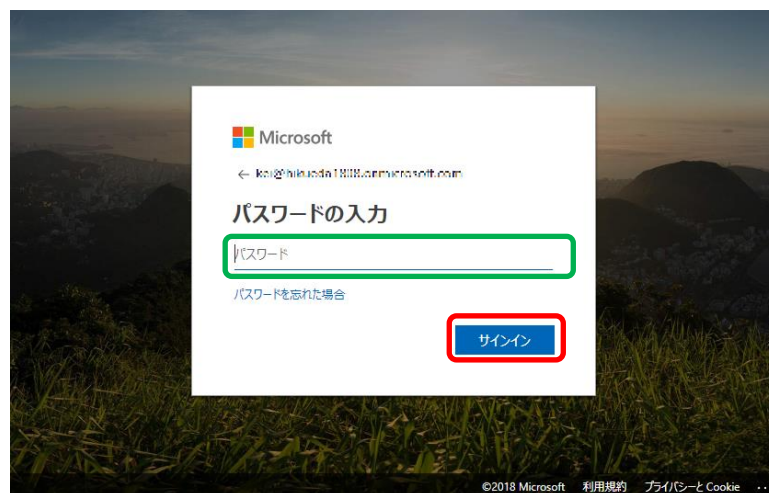 Microsoft
←
パスワードの入力
パスワード
パスワードを忘れた場合
サインイン
©2018 Microsoft 利用規約 プライバシーと Cookie ··